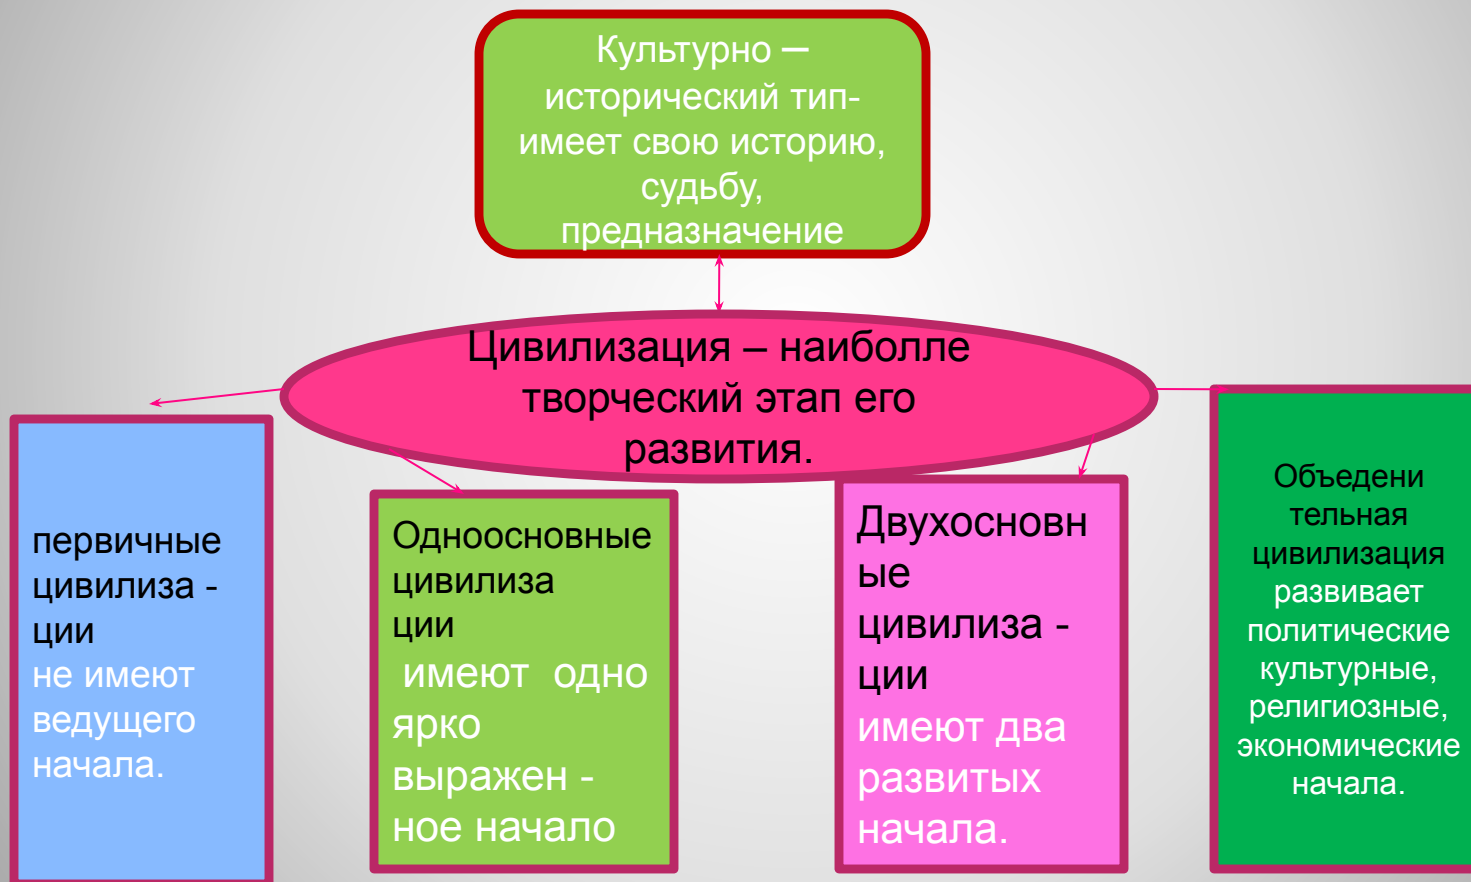 Культурно –
исторический тип-
имеет свою историю,
судьбу,
предназначение
Цивилизация – наиболле
творческий этап его
развития.
первичные
цивилиза -
ции
не имеют
ведущего
начала.
Одноосновные
цивилиза
ции
имеют одно
ярко
выражен -
ное начало
Двухосновн
ые
цивилиза -
ции
имеют два
развитых
начала.
Объедени
тельная
цивилизация
развивает
политические
культурные,
религиозные,
экономические
начала.